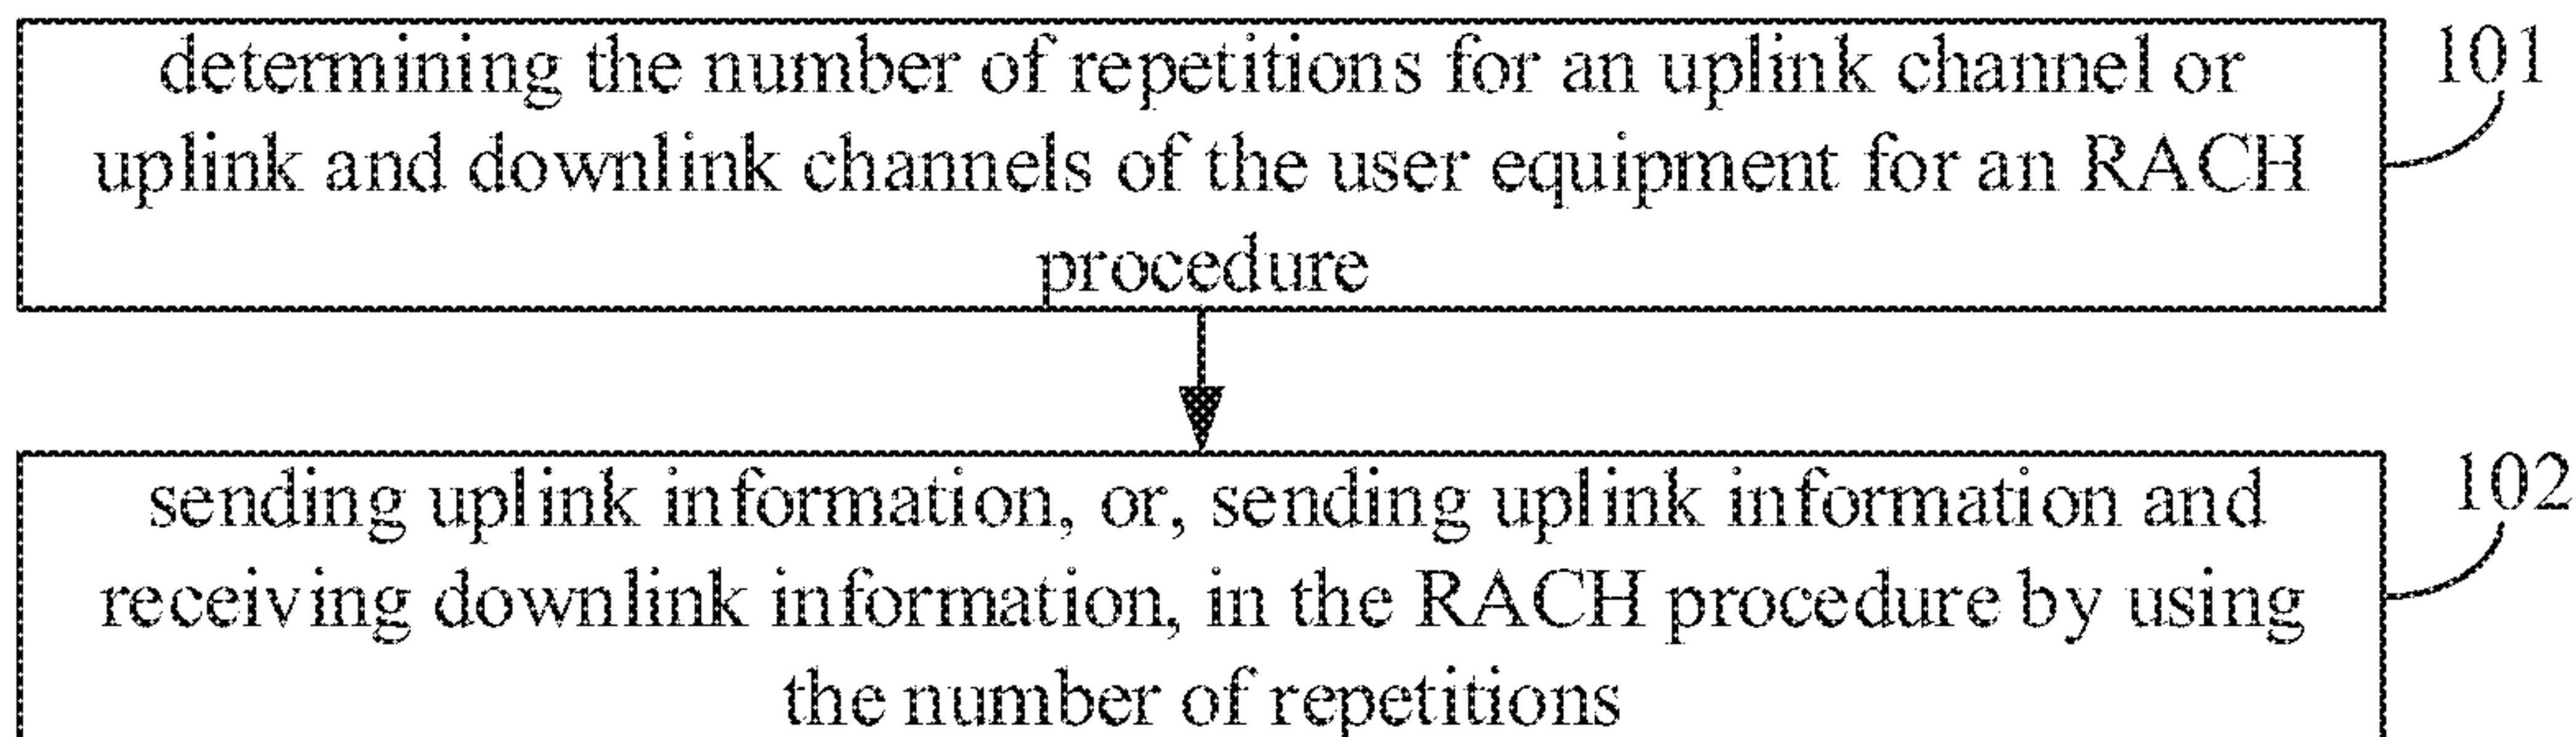 determining the number of repetitions for an uplink channel or
101
uplink and downlink channels of the user equipment for an RACH
procedure
sending uplink information, or, sending uplink information and
102
receiving downlink information, in the RACH procedure by using
the number of repetitions